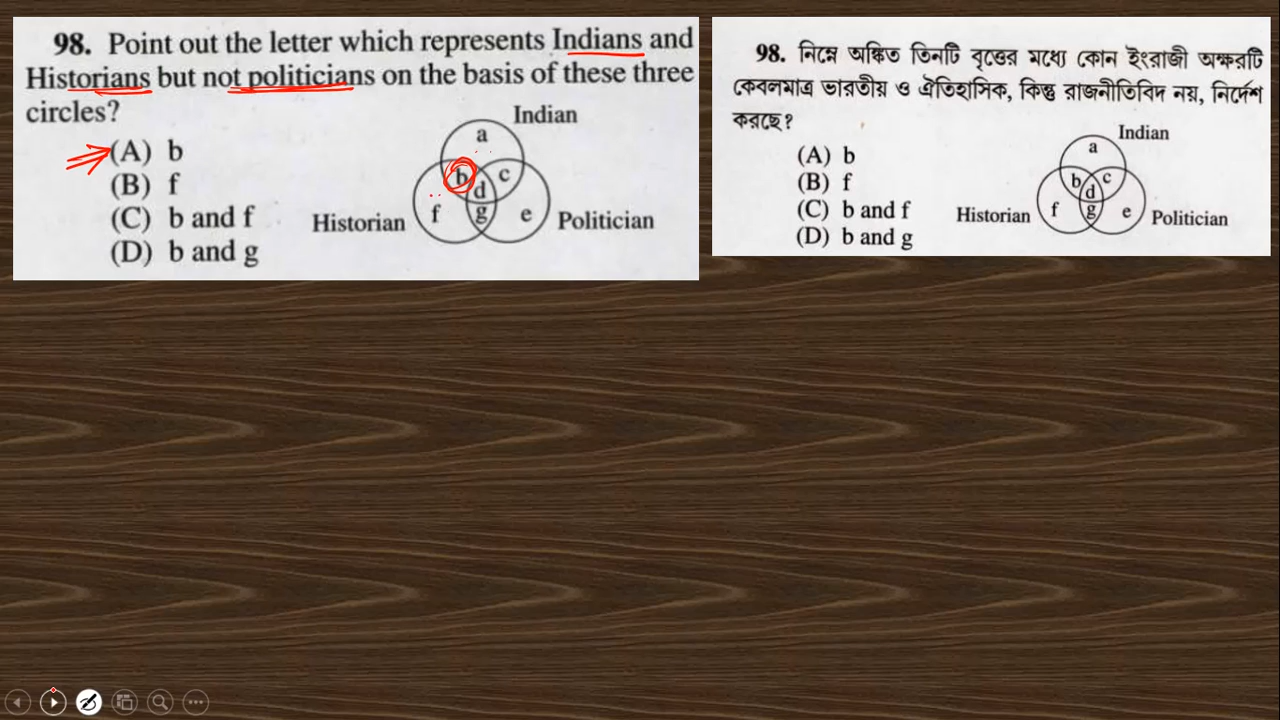 98. Point out the letter which represents Indians and
Historians but not politicians on the basis of these three
circles?
(A) b
(B) f
(C) b and f
(D) b and g
Indian
a
b
c
d
f
g
e
Historian
Politician
98. নিম্নে অঙ্কিত তিনটি বৃত্তের মধ্যে কোন ইংরাজী অক্ষরটি
কেবলমাত্র ভারতীয় ও ঐতিহাসিক, কিন্তু রাজনীতিবিদ নয়, নির্দেশ
করছে?
(A) b
(B) f
(C) b and f
(D) b and g
Indian
a
b
c
d
f
g
e
Historian
Politician